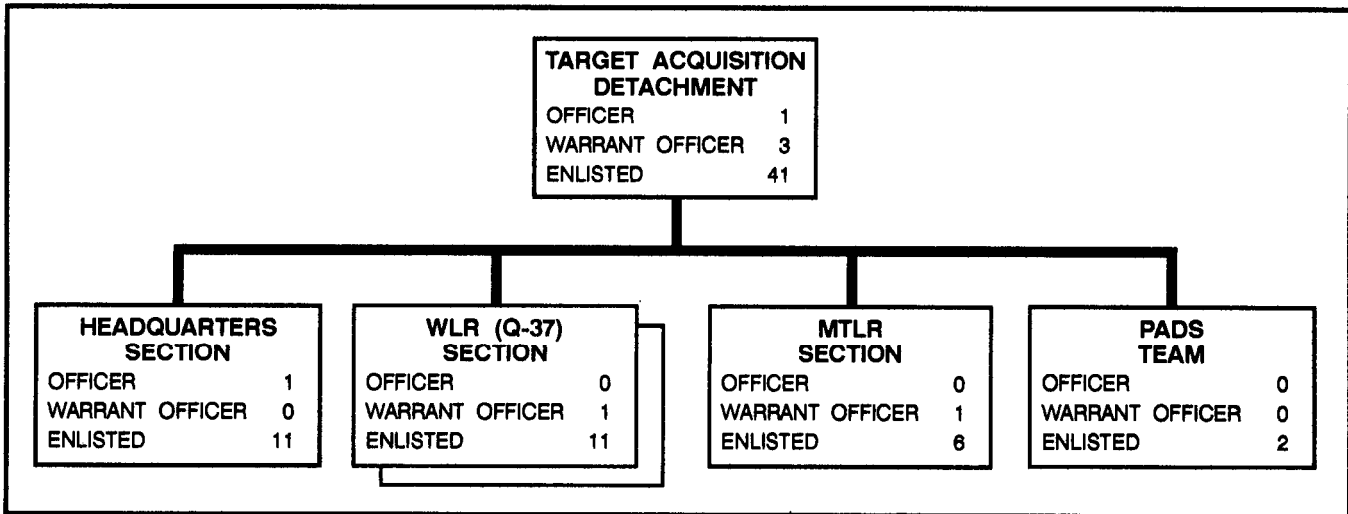 TARGET ACQUISITION
DETACHMENT
OFFICER 1
WARRANT OFFICER 3
ENLISTED 41
HEADQUARTERS
SECTION
OFFICER 1
WARRANT OFFICER 0
ENLISTED 11
WLR (Q-37)
SECTION
OFFICER 0
WARRANT OFFICER 1
ENLISTED 11
MTLR
SECTION
OFFICER 0
WARRANT OFFICER 1
ENLISTED 6
PADS
TEAM
OFFICER 0
WARRANT OFFICER 0
ENLISTED 2